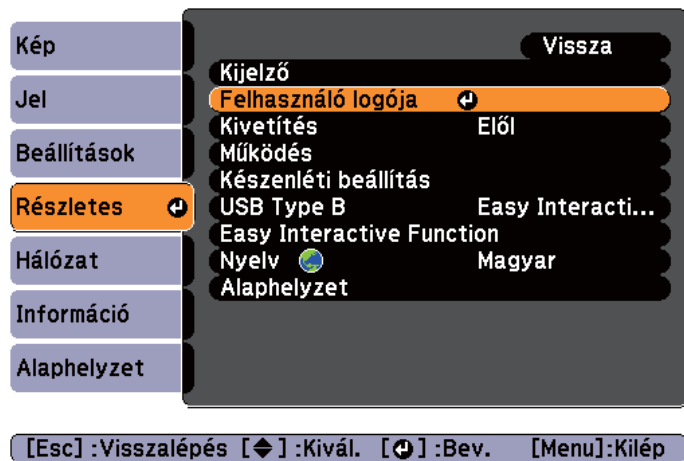 Kép
Jel
Beállítások
Részletes
Hálózat
Információ
Alaphelyzet
Vissza
Kijelző
Felhasználó logója
Kivetítés Elől
Működés
Készenléti beállítás
USB Type B Easy Interacti...
Easy Interactive Function
Nyelv Magyar
Alaphelyzet
[Esc] :Visszalépés [◆] :Kivál. [⏎] :Bev. [Menu]:Kilép